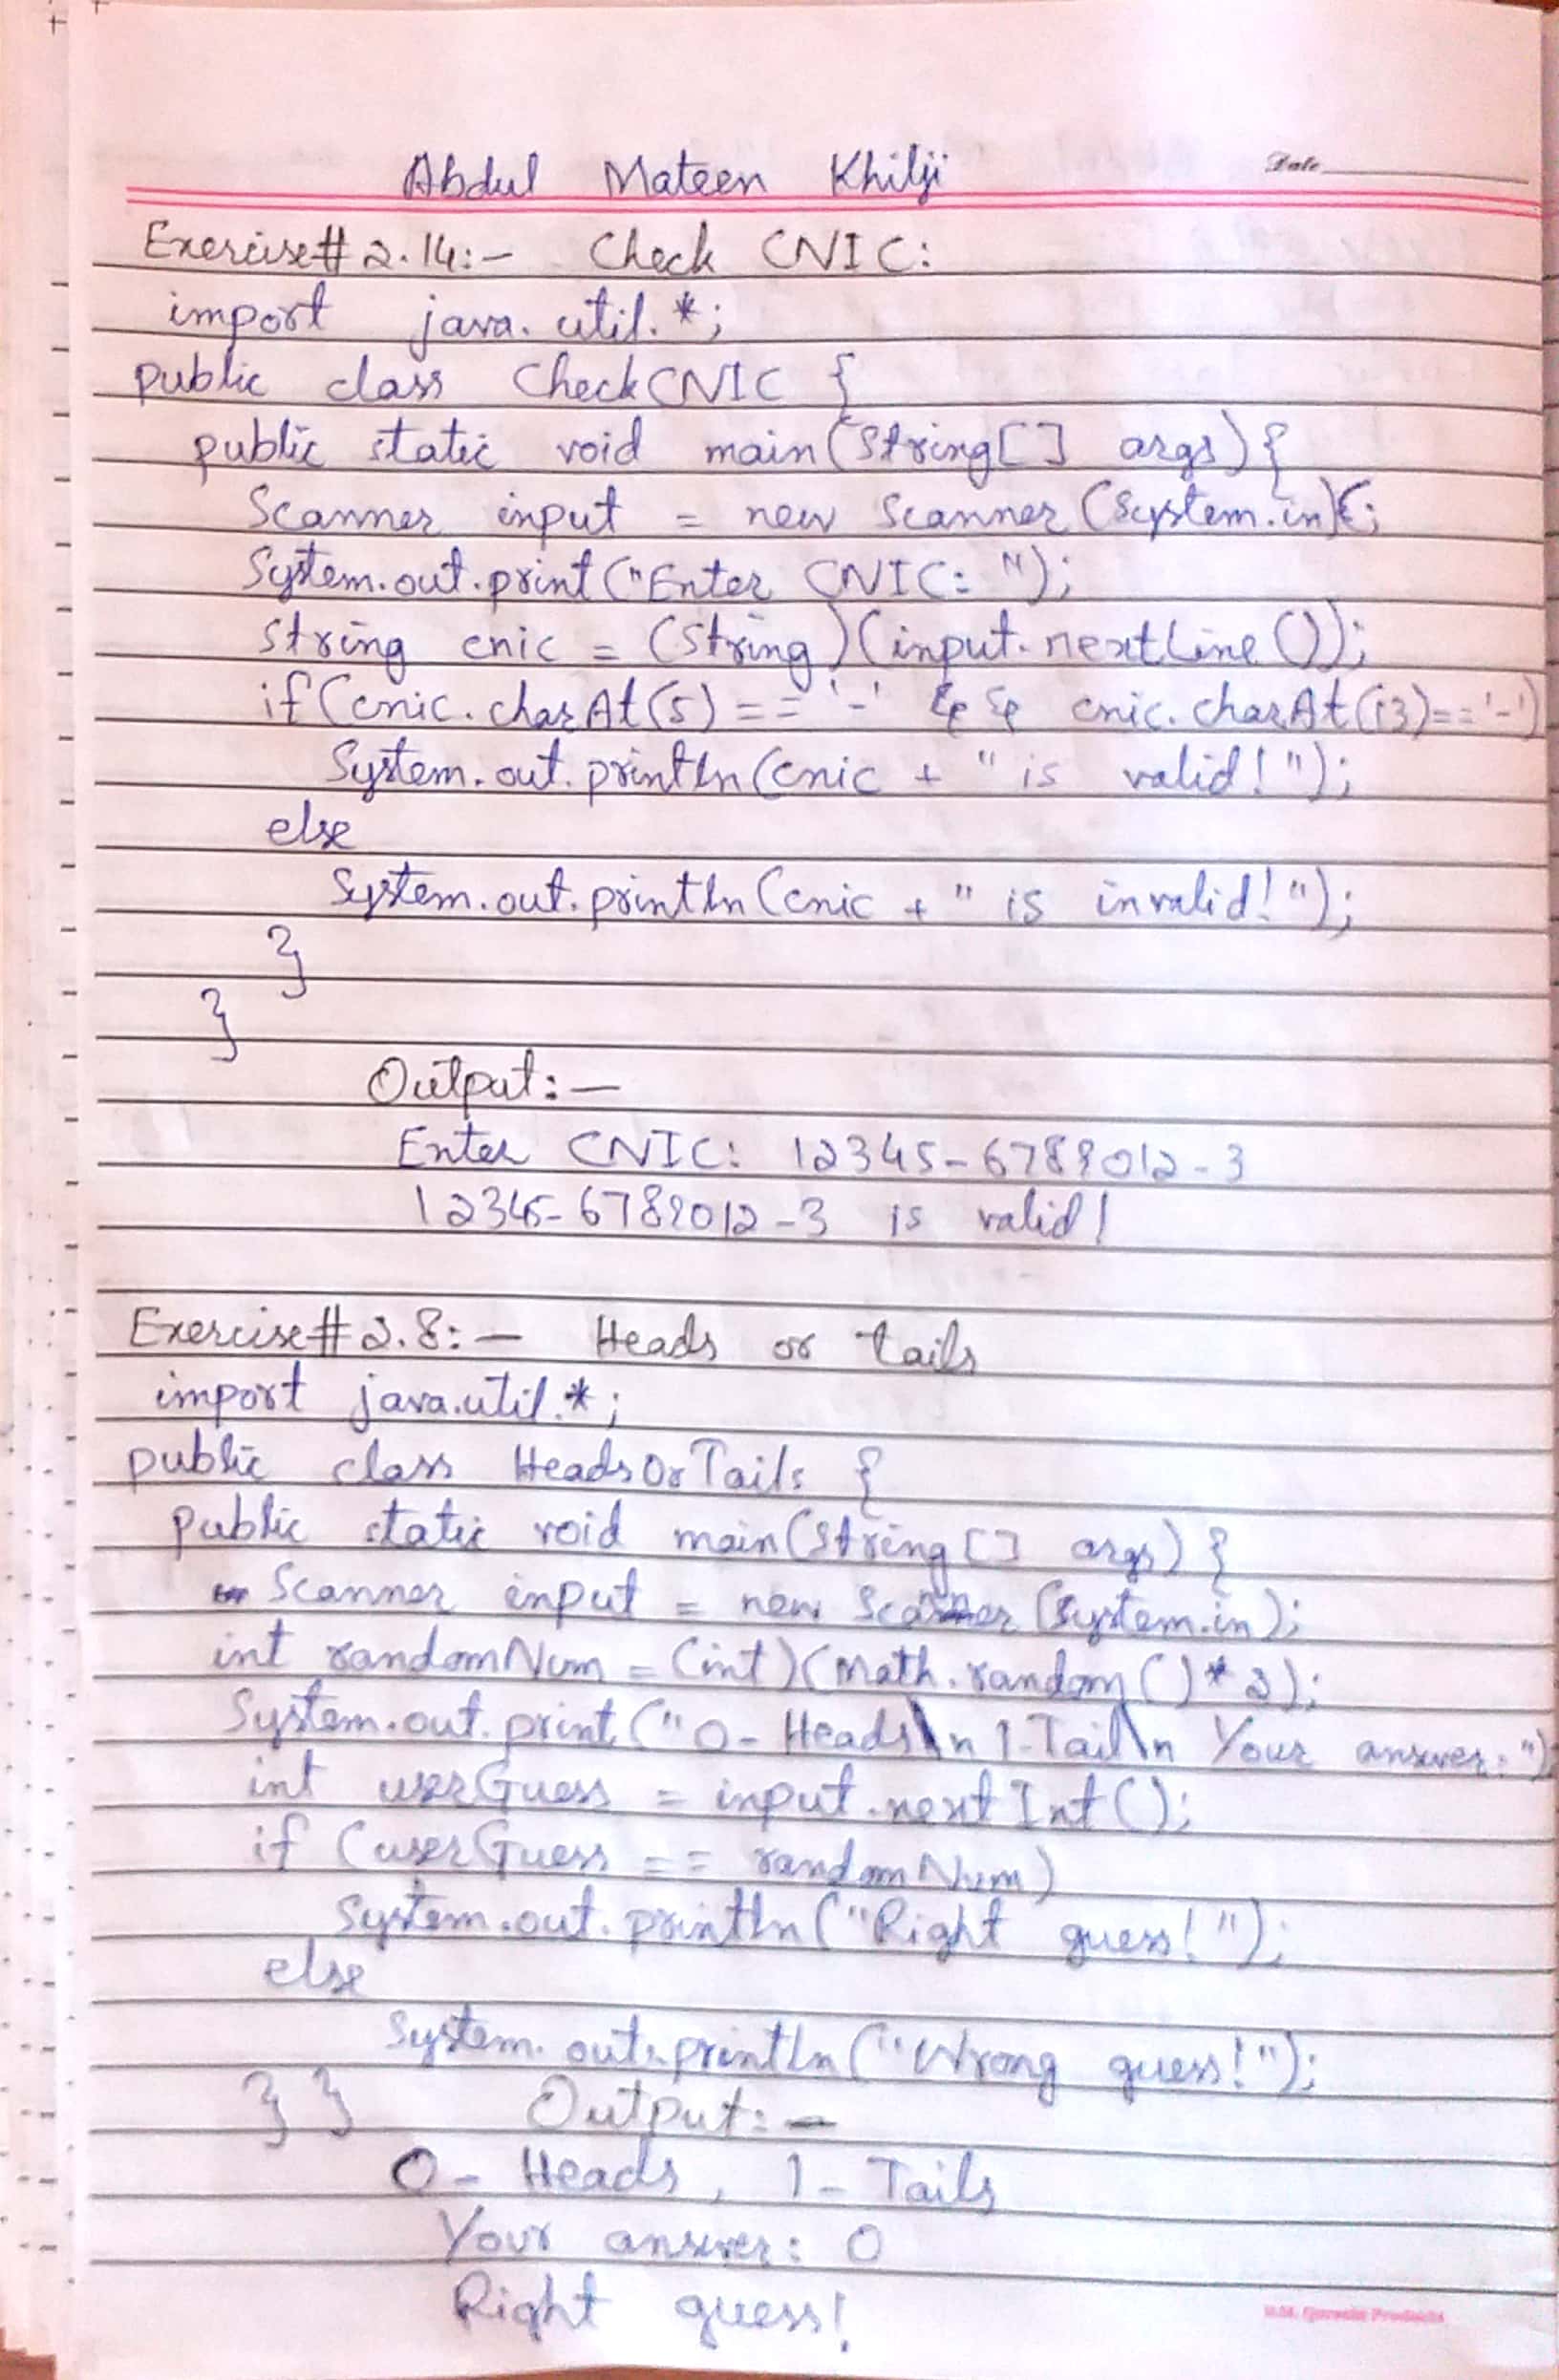 Abdul Mateen Khilji
Date
Exercise# 2.14:- Check CNIC:
import java.util.*;
public class CheckCNIC {
public static void main(String[] args){
Scanner input = new Scanner(System.in);
System.out.print("Enter CNIC: ");
String cnic = (String)(input.nextLine());
if(cnic.charAt(5) == '-' && cnic.charAt(13)=='-')
System.out.println(cnic + " is valid!");
else
System.out.println(cnic + " is invalid!");
}
}
Output:-
Enter CNIC: 12345-6789012-3
12345-6789012-3 is valid!
Exercise# 2.8:- Heads or tails
import java.util.*;
public class HeadsOrTails {
public static void main(String[] args) {
Scanner input = new Scanner(System.in);
int randomNum = (int)(Math.random()*2);
System.out.print("0- Heads\n 1-Tail\n Your answer: ")
int userGuess = input.nextInt();
if (userGuess == randomNum)
System.out.println("Right guess!");
else
System.out.println("Wrong guess!");
} } Output:-
0- Heads, 1- Tails
Your answer: 0
Right guess!